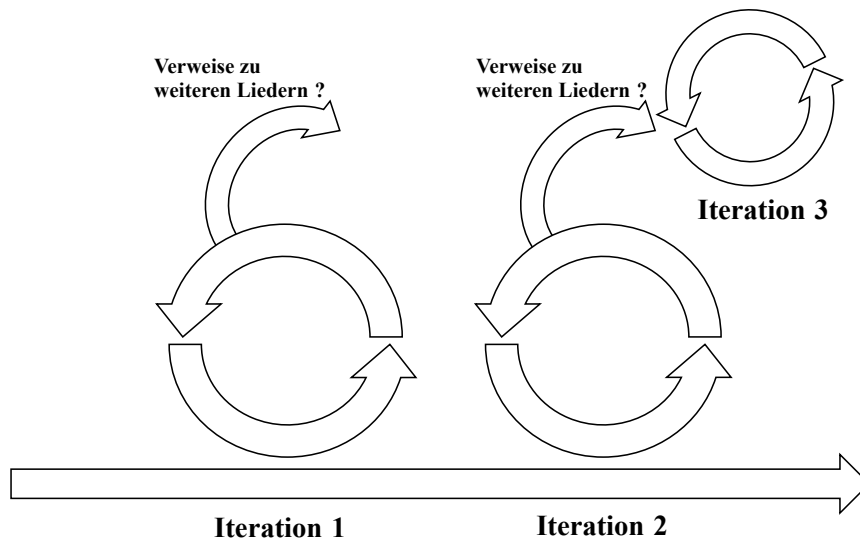 Verweise zu
weiteren Liedern ?
Verweise zu
weiteren Liedern ?
Iteration 3
Iteration 1
Iteration 2